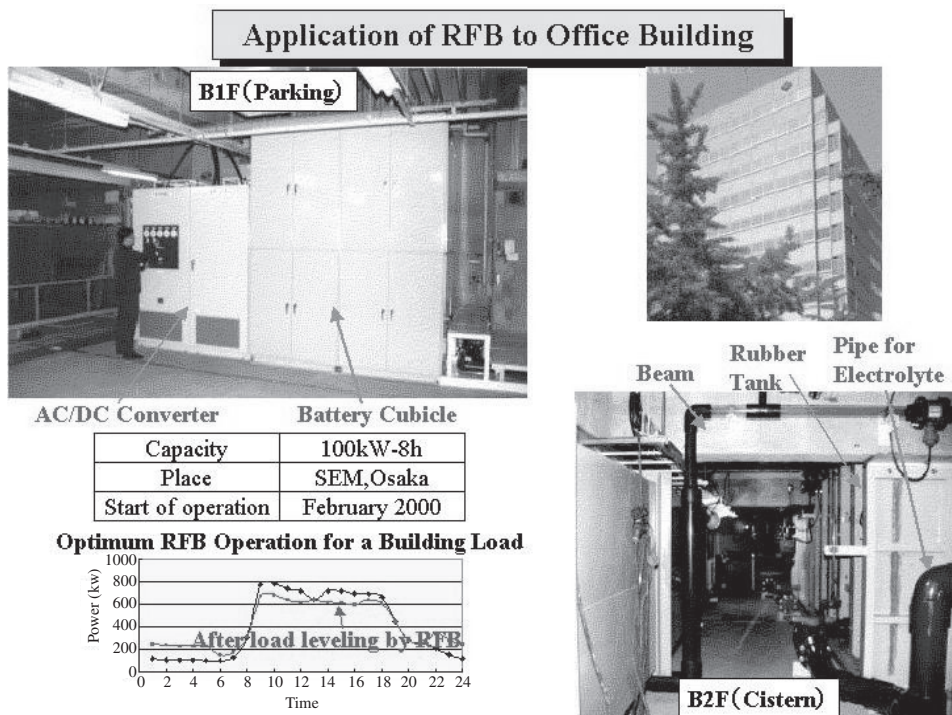 Application of RFB to Office Building
B1F(Parking)
AC/DC Converter
Battery Cubicle
Capacity 100kW-8h
Place SEM,Osaka
Start of operation February 2000
Optimum RFB Operation for a Building Load
Power (kw)
1000
800
600
400
200
0
After load leveling by RFB
0 2 4 6 8 10 12 14 16 18 20 22 24
Time
Beam
Rubber
Tank
Pipe for
Electrolyte
B2F(Cistern)